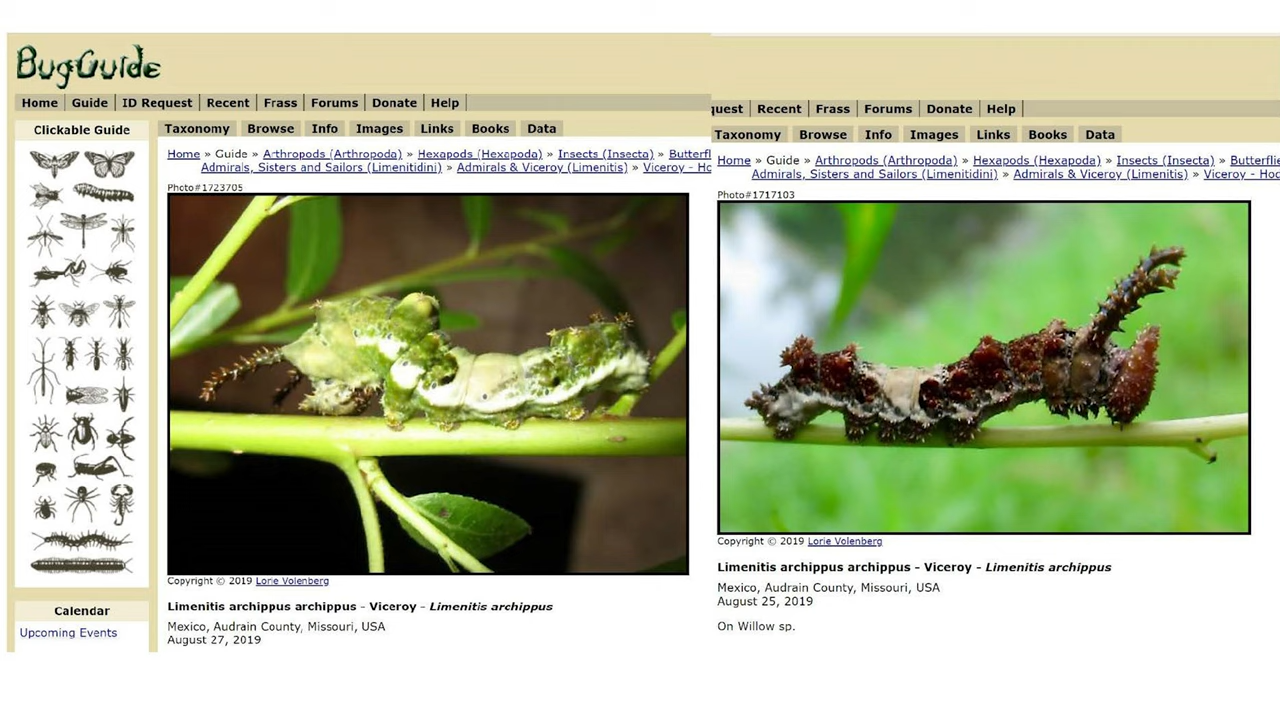 BugGuide
Home Guide ID Request Recent Frass Forums Donate Help
Clickable Guide
Taxonomy Browse Info Images Links Books Data
Home » Guide » Arthropods (Arthropoda) » Hexapods (Hexapoda) » Insects (Insecta) » Butterfl
Admirals, Sisters and Sailors (Limenitidini) » Admirals & Viceroy (Limenitis) » Viceroy - Ho
Photo#1723705
Copyright © 2019 Lorie Volenberg
Limenitis archippus archippus - Viceroy - Limenitis archippus
Mexico, Audrain County, Missouri, USA
August 27, 2019
Calendar
Upcoming Events
quest Recent Frass Forums Donate Help
Taxonomy Browse Info Images Links Books Data
Home » Guide » Arthropods (Arthropoda) » Hexapods (Hexapoda) » Insects (Insecta) » Butterflie
Admirals, Sisters and Sailors (Limenitidini) » Admirals & Viceroy (Limenitis) » Viceroy - Hod
Photo#1717103
Copyright © 2019 Lorie Volenberg
Limenitis archippus archippus - Viceroy - Limenitis archippus
Mexico, Audrain County, Missouri, USA
August 25, 2019
On Willow sp.